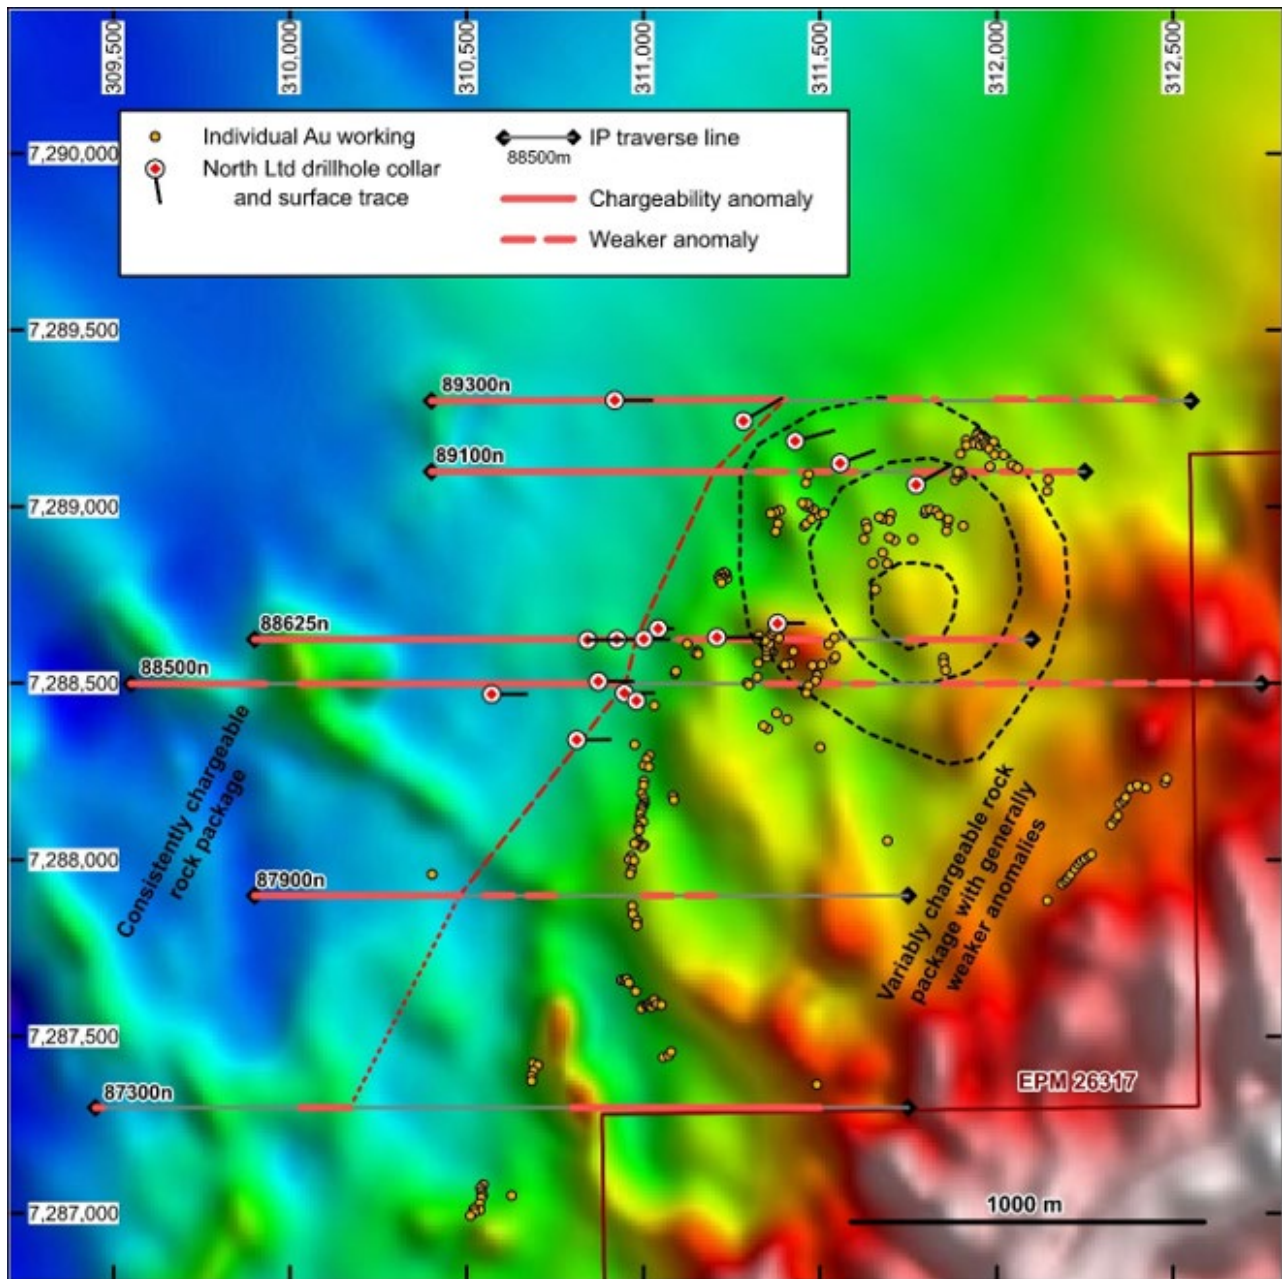 309,500
310,000
310,500
311,000
311,500
312,000
312,500
Individual Au working
North Ltd drillhole collar
and surface trace
IP traverse line
88500m
Chargeability anomaly
Weaker anomaly
7,290,000
7,289,500
89300n
89100n
7,289,000
88625n
88500n
7,288,500
Consistently chargeable
rock package
Variably chargeable rock
package with generally
weaker anomalies
7,288,000
87900n
7,287,500
87300n
EPM 26317
7,287,000
1000 m